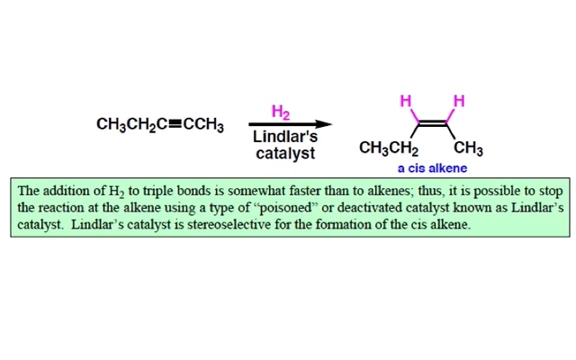 CH₃CH₂C≡CCH₃
H₂
Lindlar's
catalyst
H H
CH₃CH₂ CH₃
a cis alkene
The addition of H₂ to triple bonds is somewhat faster than to alkenes; thus, it is possible to stop
the reaction at the alkene using a type of “poisoned” or deactivated catalyst known as Lindlar’s
catalyst. Lindlar’s catalyst is stereoselective for the formation of the cis alkene.